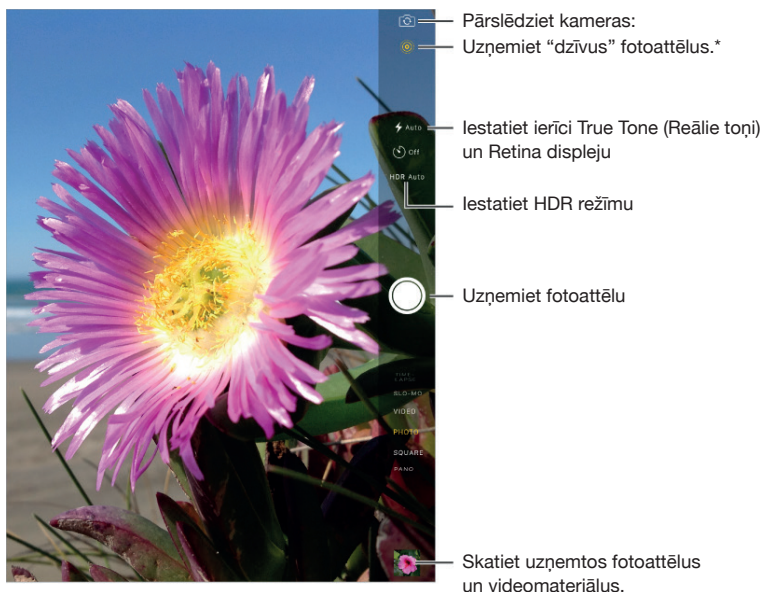 Pārslēdziet kameras:
Uzņemiet “dzīvus” fotoattēlus.*
Auto
Iestatiet ierīci True Tone (Reālie toņi)
un Retina displeju
Off
HDR Auto
Iestatiet HDR režīmu
Uzņemiet fotoattēlu
TIME
LAPSE
SLO-MO
VIDEO
PHOTO
SQUARE
PANO
Skatiet uzņemtos fotoattēlus
un videomateriālus.